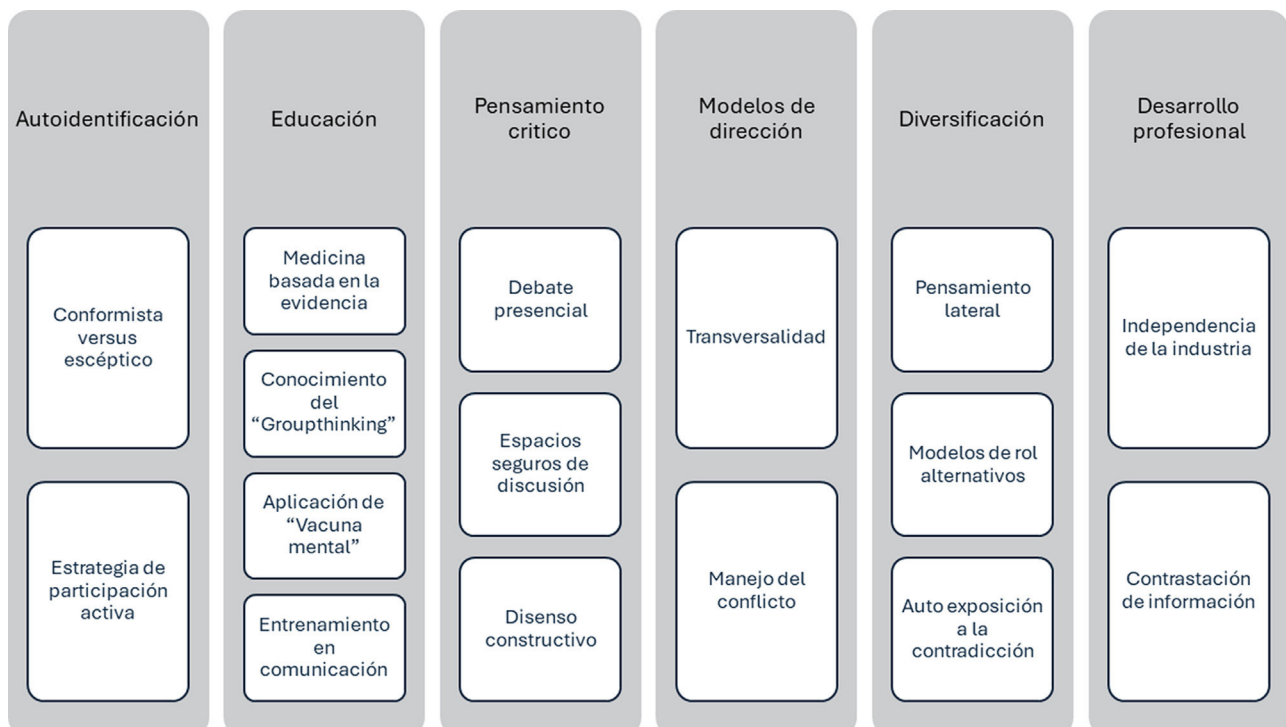 Autoidentificación
Conformista
versus
escéptico
Estrategia de
participación
activa
Educación
Medicina
basada en la
evidencia
Conocimiento
del
“Groupthinking”
Aplicación de
“Vacuna
mental”
Entrenamiento
en
comunicación
Pensamiento
critico
Debate
presencial
Espacios
seguros de
discusión
Disenso
constructivo
Modelos de
dirección
Transversalidad
Manejo del
conflicto
Diversificación
Pensamiento
lateral
Modelos de rol
alternativos
Auto exposición
a la
contradicción
Desarrollo
profesional
Independencia
de la industria
Contrastación
de información